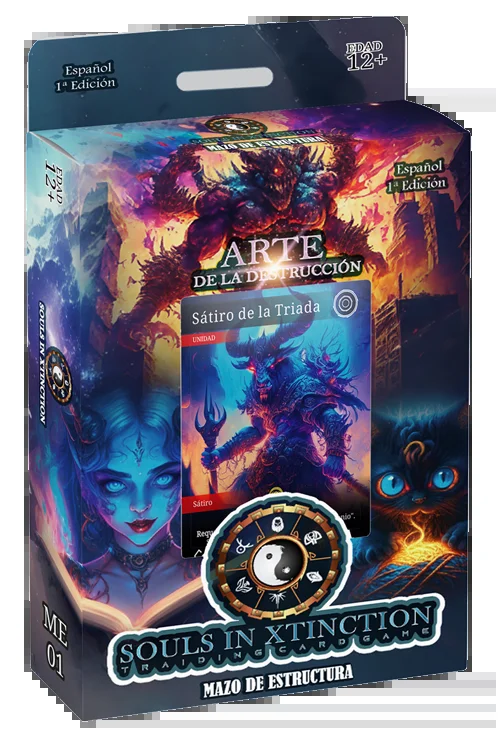 Español
1ª Edición
EDAD
12+
MAZO DE ESTRUCTURA
EDAD
12+
Español
1ª Edición
ARTE
DE LA DESTRUCCIÓN
Sátiro de la Triada
UNIDAD
SOULS IN XTINCTION
Sátiro
ME
01
SOULS IN XTINCTION
TRAIDING CARD GAME
MAZO DE ESTRUCTURA